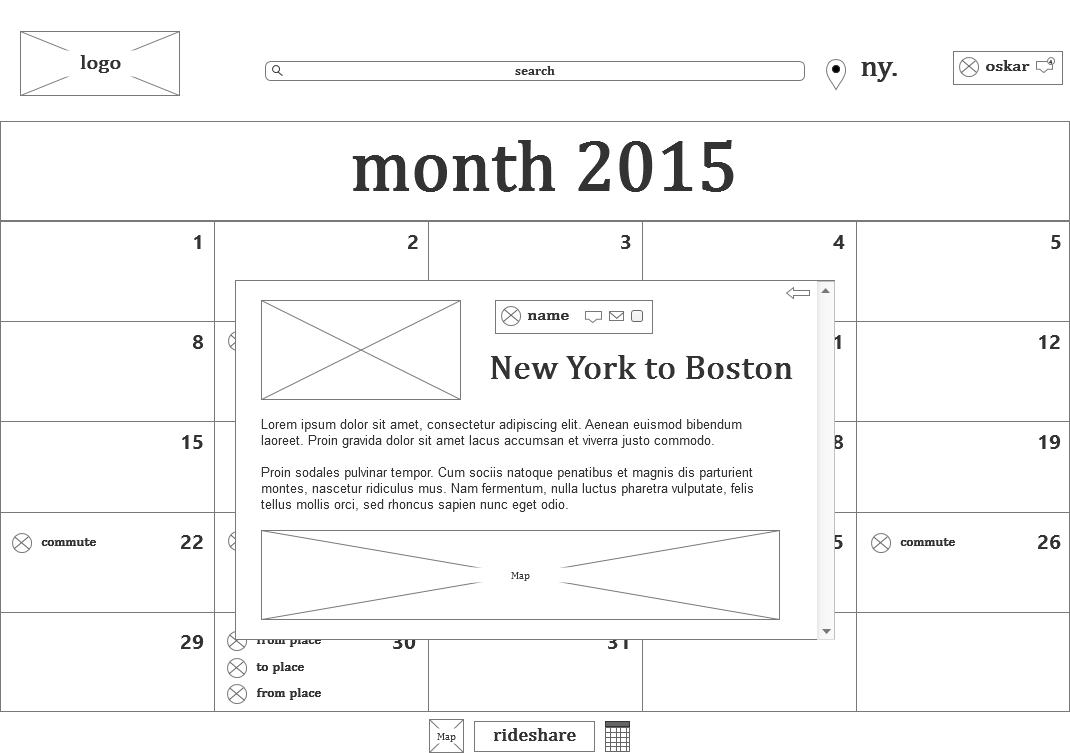 logo
search
ny.
oskar
month 2015
1
2
3
4
5
name
New York to Boston
8
1
12
Lorem ipsum dolor sit amet, consectetur adipiscing elit. Aenean euismod bibendum
laoreet. Proin gravida dolor sit amet lacus accumsan et viverra justo commodo.
15
8
19
Proin sodales pulvinar tempor. Cum sociis natoque penatibus et magnis dis parturient
montes, nascetur ridiculus mus. Nam fermentum, nulla luctus pharetra vulputate, felis
tellus mollis orci, sed rhoncus sapien nunc eget odio.
commute
22
5
commute
26
Map
29
from place
30
31
to place
from place
Map
rideshare